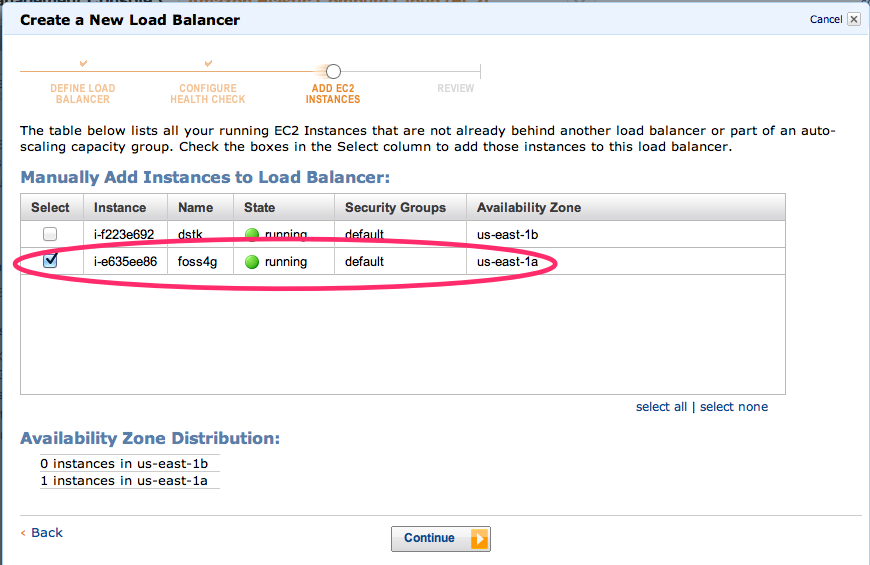 Create a New Load Balancer
Cancel
DEFINE LOAD
BALANCER
CONFIGURE
HEALTH CHECK
ADD EC2
INSTANCES
REVIEW
The table below lists all your running EC2 Instances that are not already behind another load balancer or part of an auto-
scaling capacity group. Check the boxes in the Select column to add those instances to this load balancer.
Manually Add Instances to Load Balancer:
Select Instance Name State Security Groups Availability Zone
i-f223e692 dstk running default us-east-1b
i-e635ee86 foss4g running default us-east-1a
select all | select none
Availability Zone Distribution:
0 instances in us-east-1b
1 instances in us-east-1a
< Back
Continue